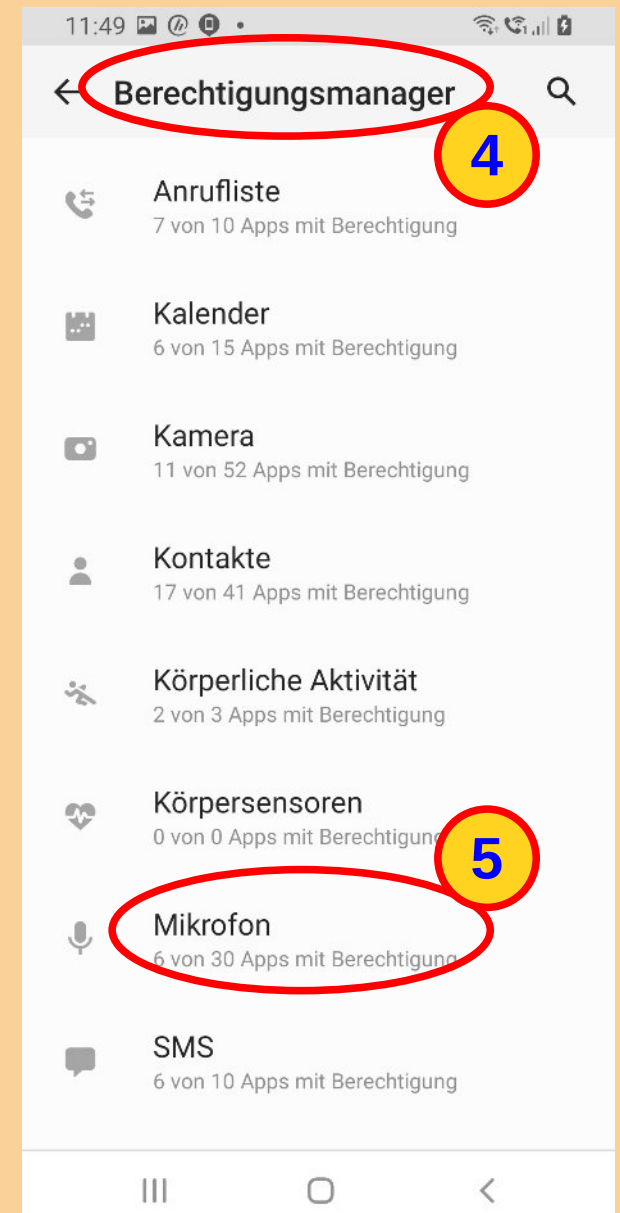 11:49
Berechtigungsmanager
4
Anrufliste
7 von 10 Apps mit Berechtigung
Kalender
6 von 15 Apps mit Berechtigung
Kamera
11 von 52 Apps mit Berechtigung
Kontakte
17 von 41 Apps mit Berechtigung
Körperliche Aktivität
2 von 3 Apps mit Berechtigung
Körpersensoren
0 von 0 Apps mit Berechtigung
5
Mikrofon
6 von 30 Apps mit Berechtigung
SMS
6 von 10 Apps mit Berechtigung